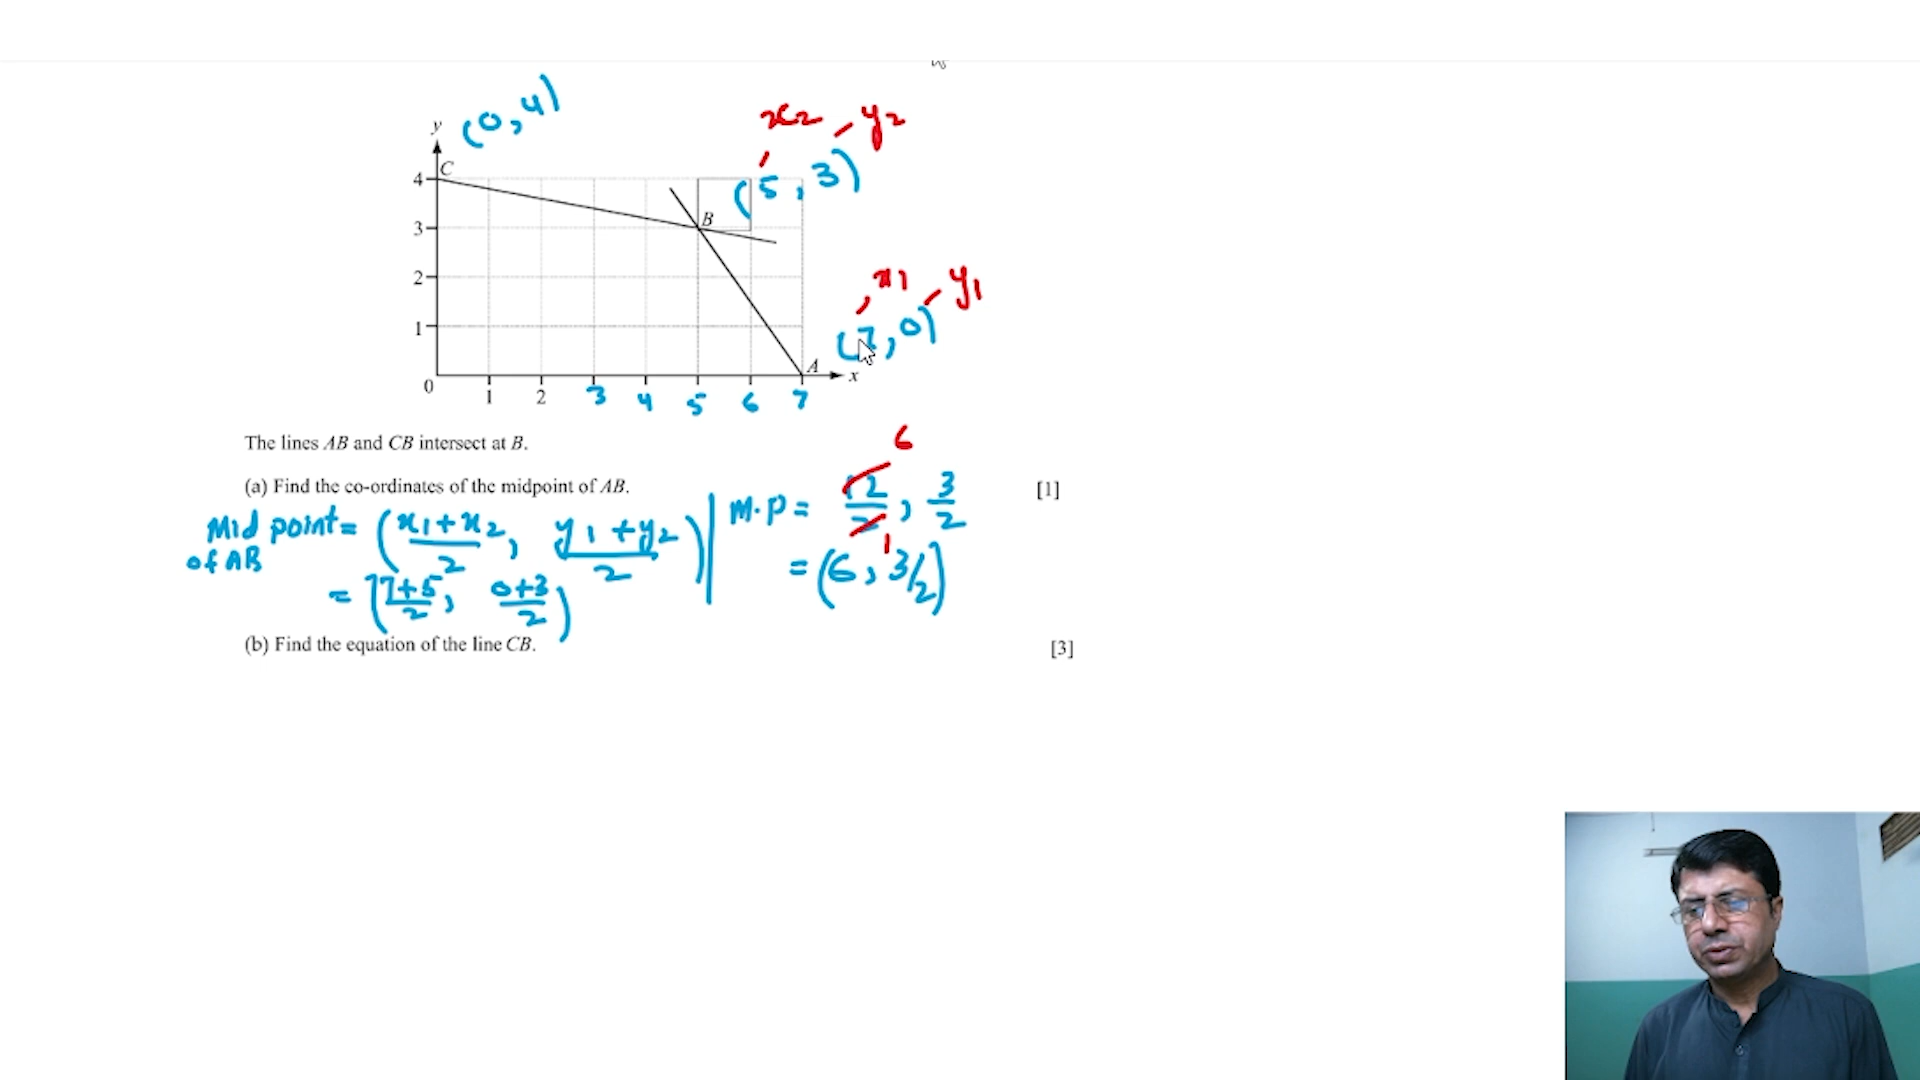 (0, 4)
x2 y2
y
C
(5, 3)
4
B
3
x1 y1
2
(7, 0)
1
A
x
0
1 2 3 4 5 6 7
The lines AB and CB intersect at B.
6
(a) Find the co-ordinates of the midpoint of AB. [1]
Mid point = (x1+x2/2, y1+y2/2) | M.P = 12/2, 3/2
of AB
1
= (7+5/2, 0+3/2) = (6, 3/2)
(b) Find the equation of the line CB. [3]